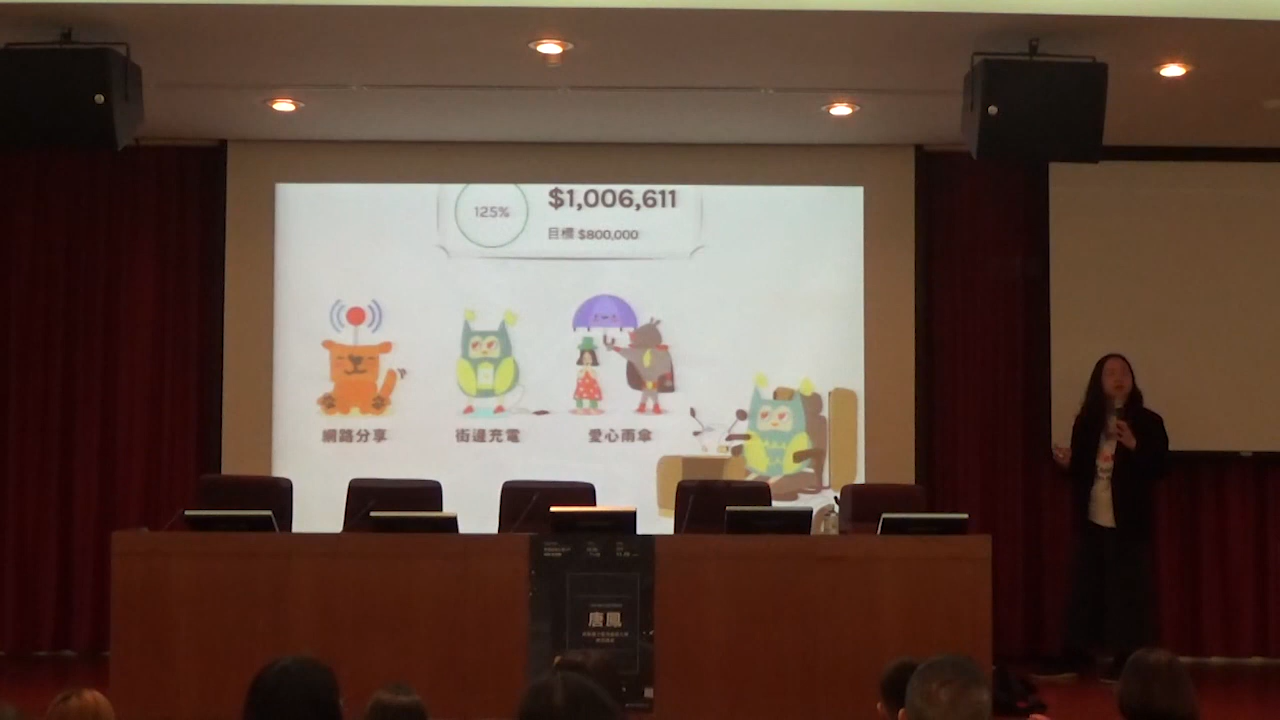 125%
$1,006,611
目標 $800,000
網路分享
街邊充電
愛心雨傘
唐鳳